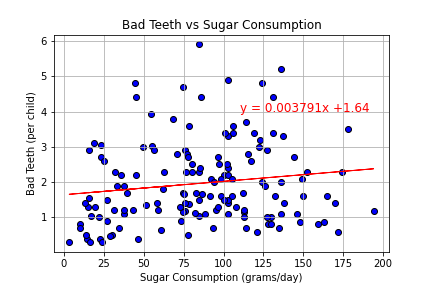 Bad Teeth vs Sugar Consumption
6
5
4
3
2
1
Bad Teeth (per child)
y = 0.003791x +1.64
0 25 50 75 100 125 150 175 200
Sugar Consumption (grams/day)